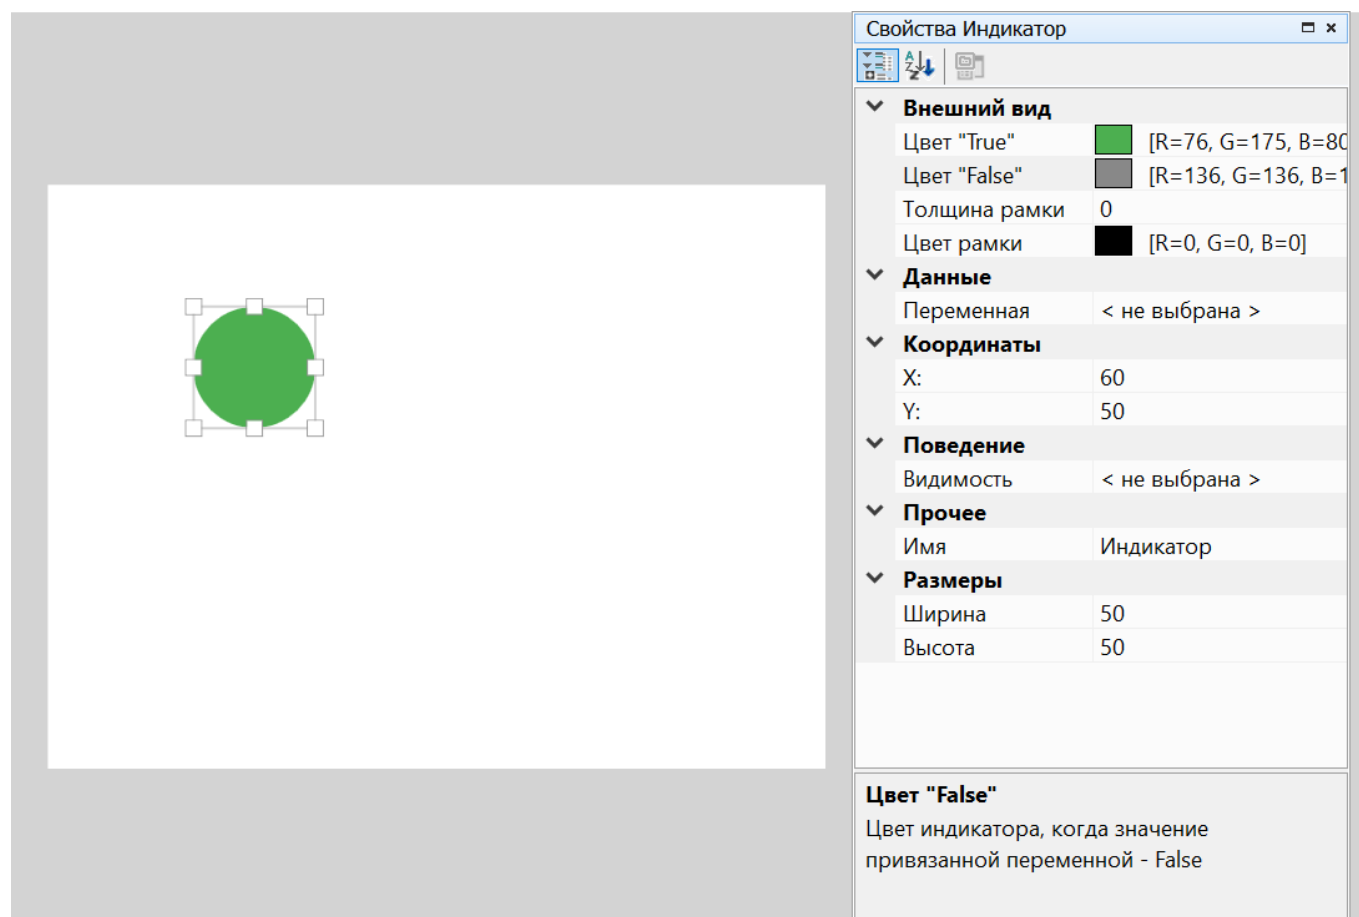 Свойства Индикатор
Внешний вид
Цвет "True" [R=76, G=175, B=80
Цвет "False" [R=136, G=136, B=1
Толщина рамки 0
Цвет рамки [R=0, G=0, B=0]
Данные
Переменная < не выбрана >
Координаты
X: 60
Y: 50
Поведение
Видимость < не выбрана >
Прочее
Имя Индикатор
Размеры
Ширина 50
Высота 50
Цвет "False"
Цвет индикатора, когда значение
привязанной переменной - False